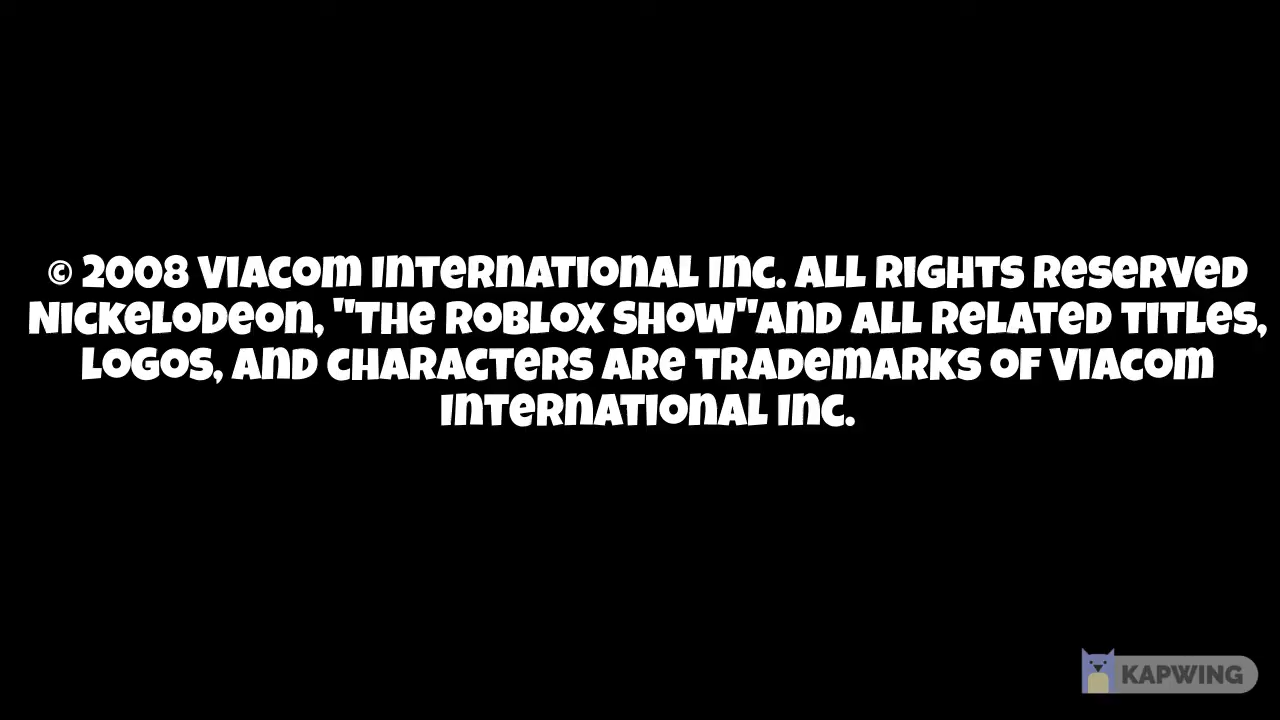 © 2008 Viacom International Inc. All Rights Reserved
Nickelodeon, "The Roblox Show"and all related titles,
logos, and characters are trademarks of Viacom
International Inc.
KAPWING